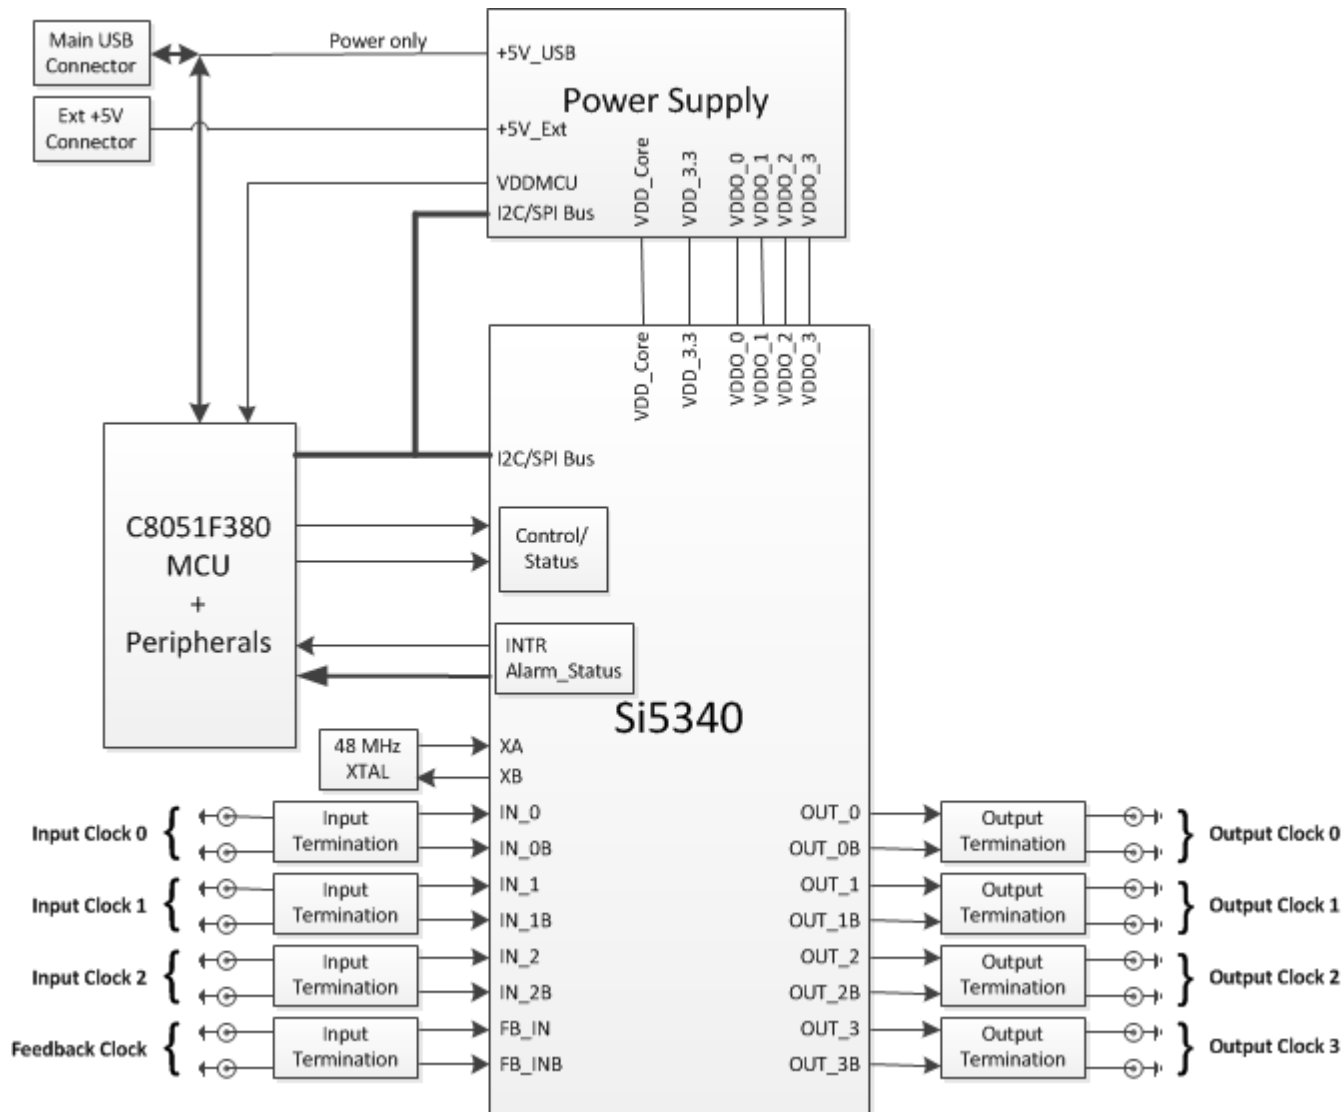 Main USB
Connector
Power only
+5V_USB
Power Supply
Ext +5V
Connector
+5V_Ext
VDDMCU
I2C/SPI Bus
VDD_Core
VDD_3.3
VDDO_0
VDDO_1
VDDO_2
VDDO_3
VDD_Core
VDD_3.3
VDDO_0
VDDO_1
VDDO_2
VDDO_3
I2C/SPI Bus
C8051F380
MCU
+
Peripherals
Control/
Status
INTR
Alarm_Status
Si5340
48 MHz
XTAL
XA
XB
Input Clock 0
Input
Termination
IN_0
IN_0B
OUT_0
OUT_0B
Output
Termination
Output Clock 0
Input Clock 1
Input
Termination
IN_1
IN_1B
OUT_1
OUT_1B
Output
Termination
Output Clock 1
Input Clock 2
Input
Termination
IN_2
IN_2B
OUT_2
OUT_2B
Output
Termination
Output Clock 2
Feedback Clock
Input
Termination
FB_IN
FB_INB
OUT_3
OUT_3B
Output
Termination
Output Clock 3